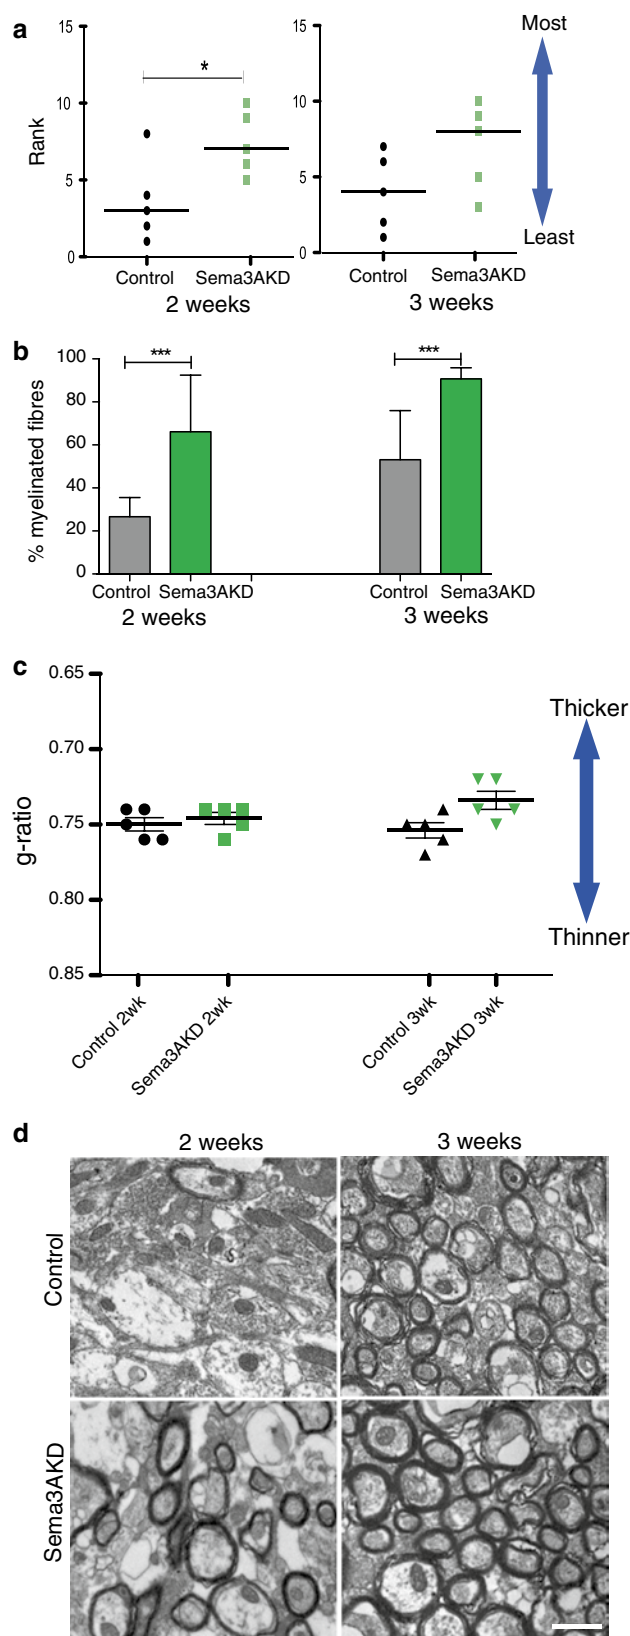 a
15
10
5
0
Rank
*
Control
Sema3AKD
2 weeks
15
10
5
0
Control
Sema3AKD
3 weeks
Most
Least
b
100
80
60
40
20
0
% myelinated fibres
***
***
Control
Sema3AKD
2 weeks
Control
Sema3AKD
3 weeks
c
0.65
0.70
0.75
0.80
0.85
g-ratio
Thicker
Thinner
Control 2wk
Sema3AKD 2wk
Control 3wk
Sema3AKD 3wk
d
2 weeks
3 weeks
Control
Sema3AKD